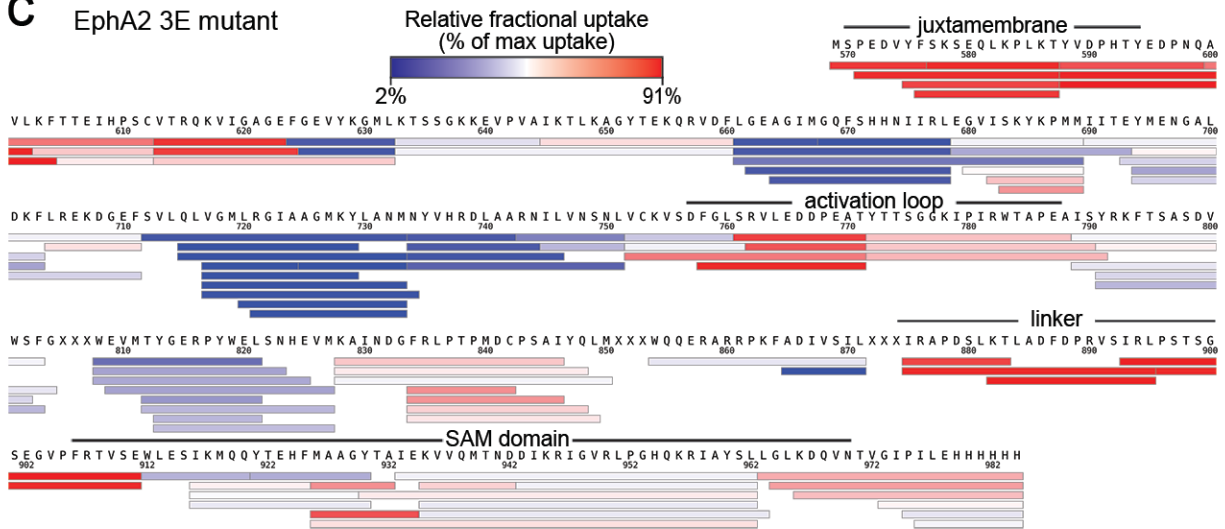 C EphA2 3E mutant
Relative fractional uptake
(% of max uptake)
2% 91%
juxtamembrane
MSPEDVYFSKSEQLKPLKTYVDPHTYEDPNQA
570 580 590 600
VLKFTTEIHPSCVTRQKVIGAGEFGEVYKGMLKTSSGKKEVPVAIKTLKAGYTEKQRVDFLGEAGIMGQFSHHNIIRLEGVISKYKPMMIITEYMENGAL
610 620 630 640 650 660 670 680 690 700
activation loop
DKFLREKDGEFSVLQLVGMLRGIAAGMKYLANMNYVHRDLAARNILVNSNLVCKVSDFGLSRVLEDDPEATYTTSGGKIPIRWTAPEAISYRKFTSASDV
710 720 730 740 750 760 770 780 790 800
linker
WSFGXXXWEVMTYGERPYWELSNHEVMKAINDGFRLPTPMDCPSAIYQLMXXXWQQERARRPKFADIVSILXXXIRAPDSLKTLADFDPRVSIRLPSTSG
810 820 830 840 850 860 870 880 890 900
SAM domain
SEGVPFRTVSEWLESIKMQQYTEHFMAAGYTAIEKVVQMTNDDIKRIGVRLPGHQKRIAYSLLGLKDQVNTVGIPILEHHHHHH
902 912 922 932 942 952 962 972 982